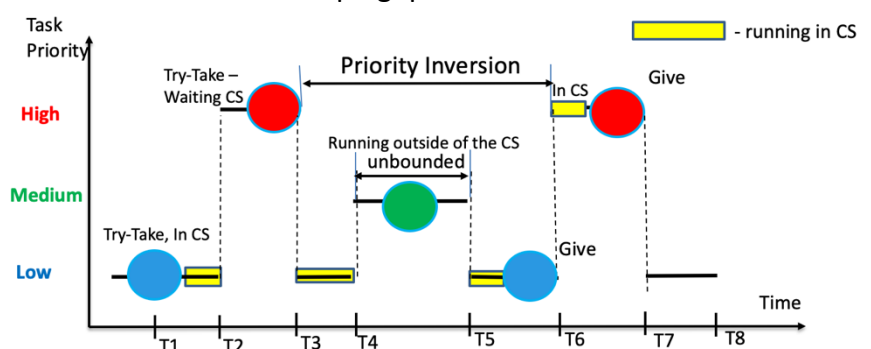 Task
Priority
- running in CS
Try-Take –
Waiting CS
Priority Inversion
In CS
Give
High
Running outside of the CS
unbounded
Medium
Try-Take, In CS
Give
Low
Time
T1
T2
T3
T4
T5
T6
T7
T8